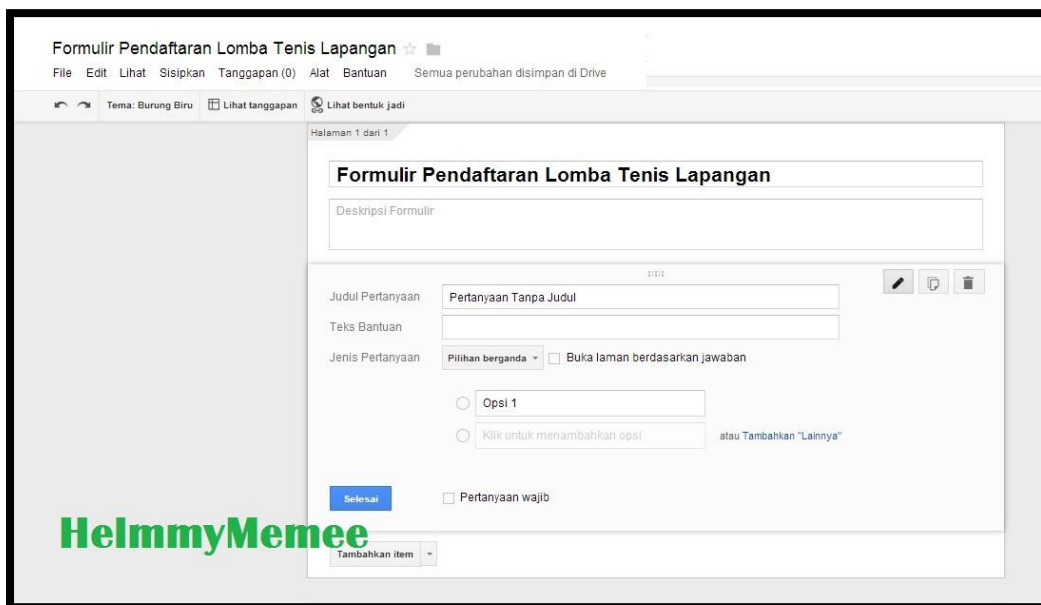 Formulir Pendaftaran Lomba Tenis Lapangan
File Edit Lihat Sisipkan Tanggapan (0) Alat Bantuan Semua perubahan disimpan di Drive
Tema: Burung Biru Lihat tanggapan Lihat bentuk jadi
Halaman 1 dari 1
Formulir Pendaftaran Lomba Tenis Lapangan
Deskripsi Formulir
Judul Pertanyaan Pertanyaan Tanpa Judul
Teks Bantuan
Jenis Pertanyaan Pilihan berganda Buka laman berdasarkan jawaban
Opsi 1
Klik untuk menambahkan opsi atau Tambahkan "Lainnya"
Selesai Pertanyaan wajib
HelmmyMemee
Tambahkan item